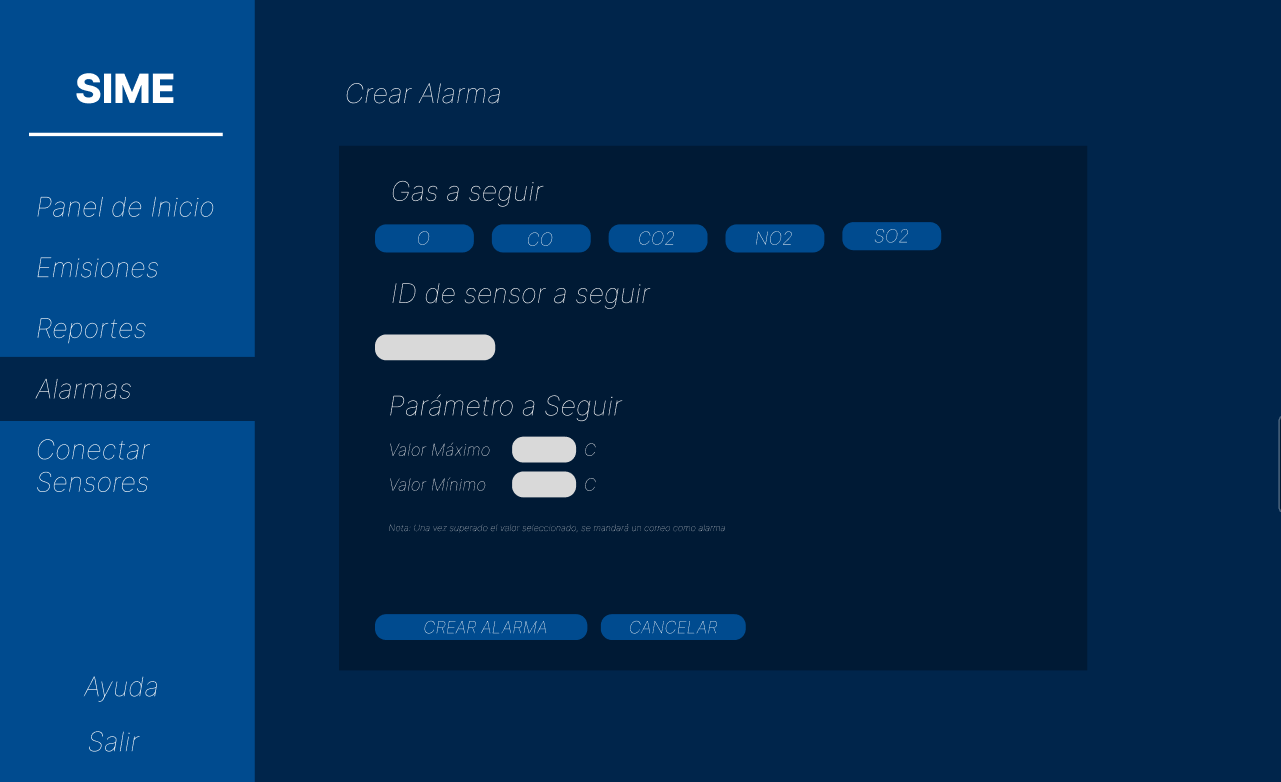 SIME
Panel de Inicio
Emisiones
Reportes
Alarmas
Conectar
Sensores
Ayuda
Salir
Crear Alarma
Gas a seguir
O CO CO2 NO2 SO2
ID de sensor a seguir
Parámetro a Seguir
Valor Máximo C
Valor Mínimo C
Nota: Una vez superado el valor seleccionado, se mandará un correo como alarma
CREAR ALARMA CANCELAR